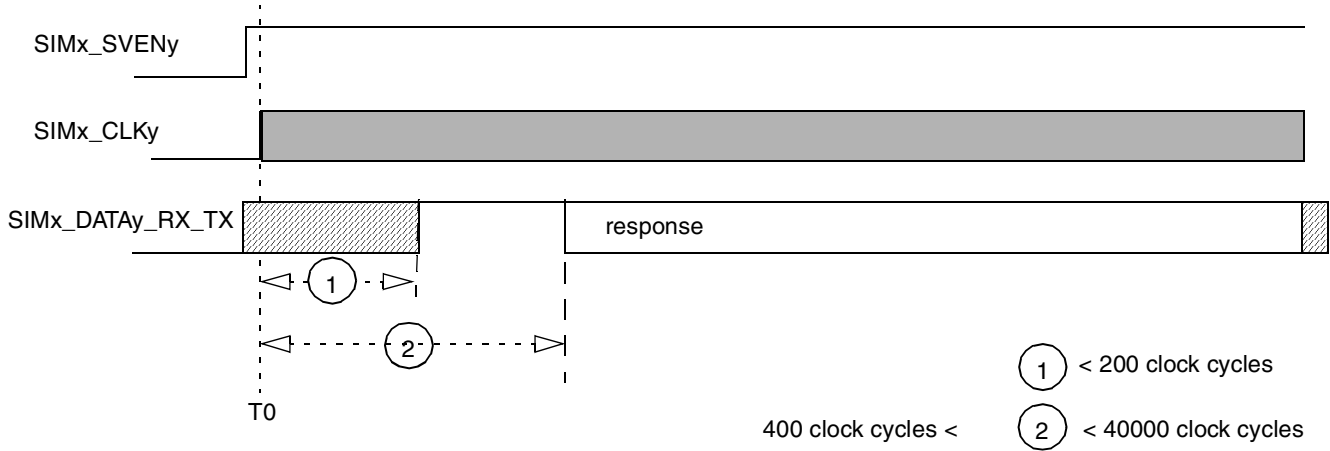 SIMx_SVENy
SIMx_CLKy
SIMx_DATAy_RX_TX
response
1
2
T0
1 < 200 clock cycles
400 clock cycles < 2 < 40000 clock cycles